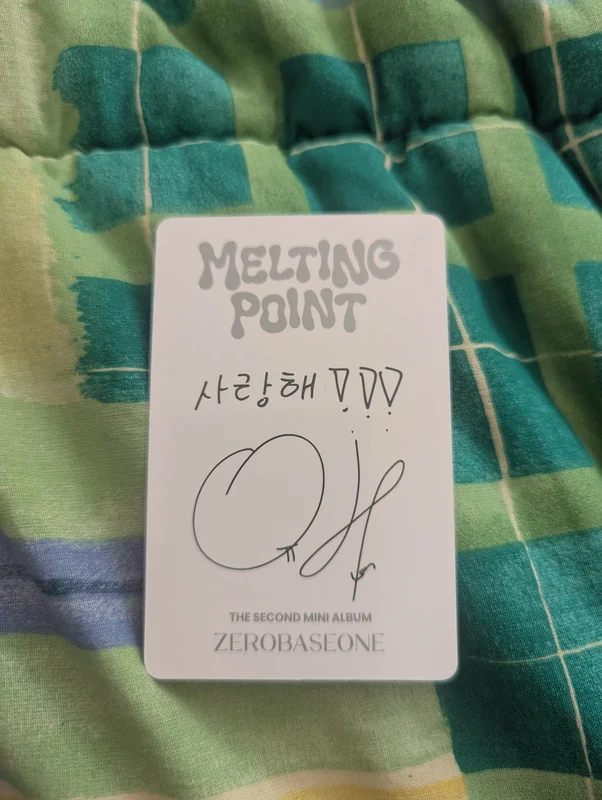 MELTING
POINT
사랑해 !!!
THE SECOND MINI ALBUM
ZEROBASEONE